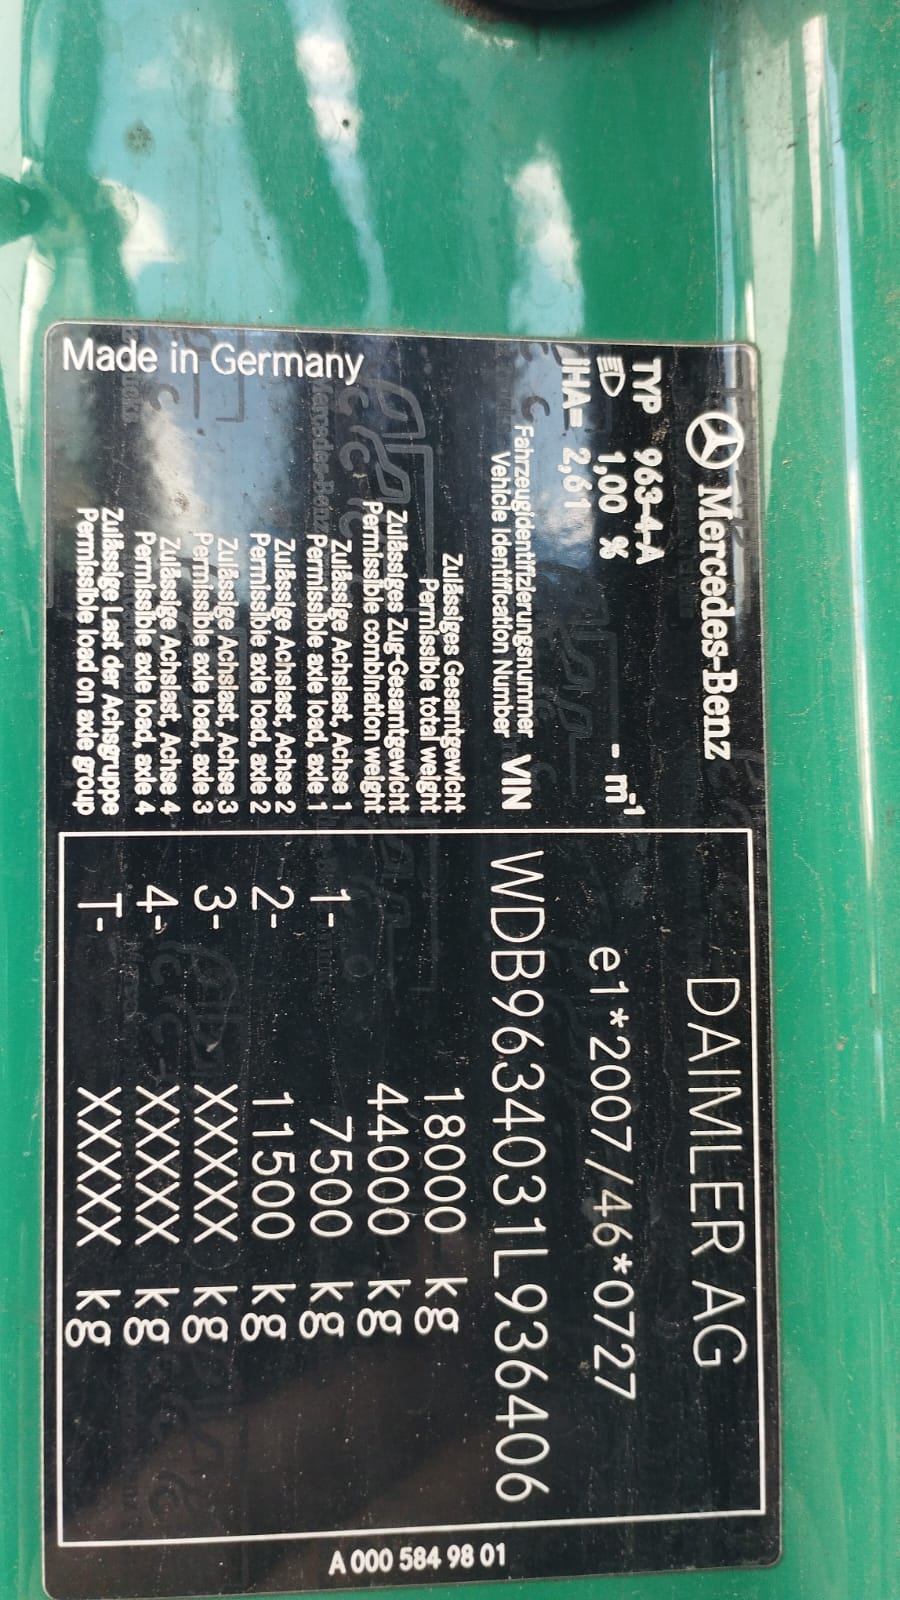 Mercedes-Benz DAIMLER AG
TYP 963-4-A
1,00 % - m-1 e1*2007/46*0727
IHA= 2,61
Fahrzeugidentifizierungsnummer
Vehicle Identification Number VIN WDB9634031L936406
Zulässiges Gesamtgewicht
Permissible total weight 18000 kg
Zulässiges Zug-Gesamtgewicht
Permissible combination weight 44000 kg
Zulässige Achslast, Achse 1
Permissible axle load, axle 1 1- 7500 kg
Zulässige Achslast, Achse 2
Permissible axle load, axle 2 2- 11500 kg
Zulässige Achslast, Achse 3
Permissible axle load, axle 3 3- XXXXX kg
Zulässige Achslast, Achse 4
Permissible axle load, axle 4 4- XXXXX kg
Zulässige Last der Achsgruppe
Permissible load on axle group T- XXXXX kg
Made in Germany
A 000 584 98 01